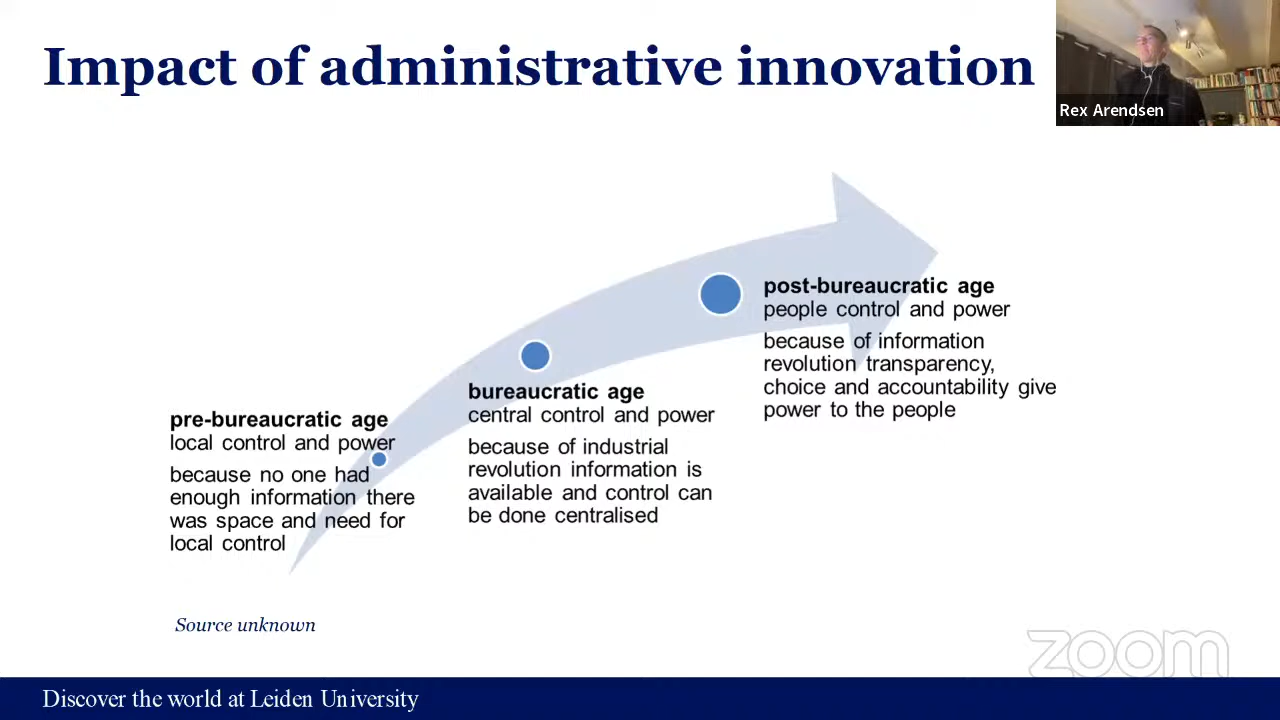 Impact of administrative innovation
Rex Arendsen
pre-bureaucratic age
local control and power
because no one had
enough information there
was space and need for
local control
bureaucratic age
central control and power
because of industrial
revolution information is
available and control can
be done centralised
post-bureaucratic age
people control and power
because of information
revolution transparency,
choice and accountability give
power to the people
Source unknown
zoom
Discover the world at Leiden University